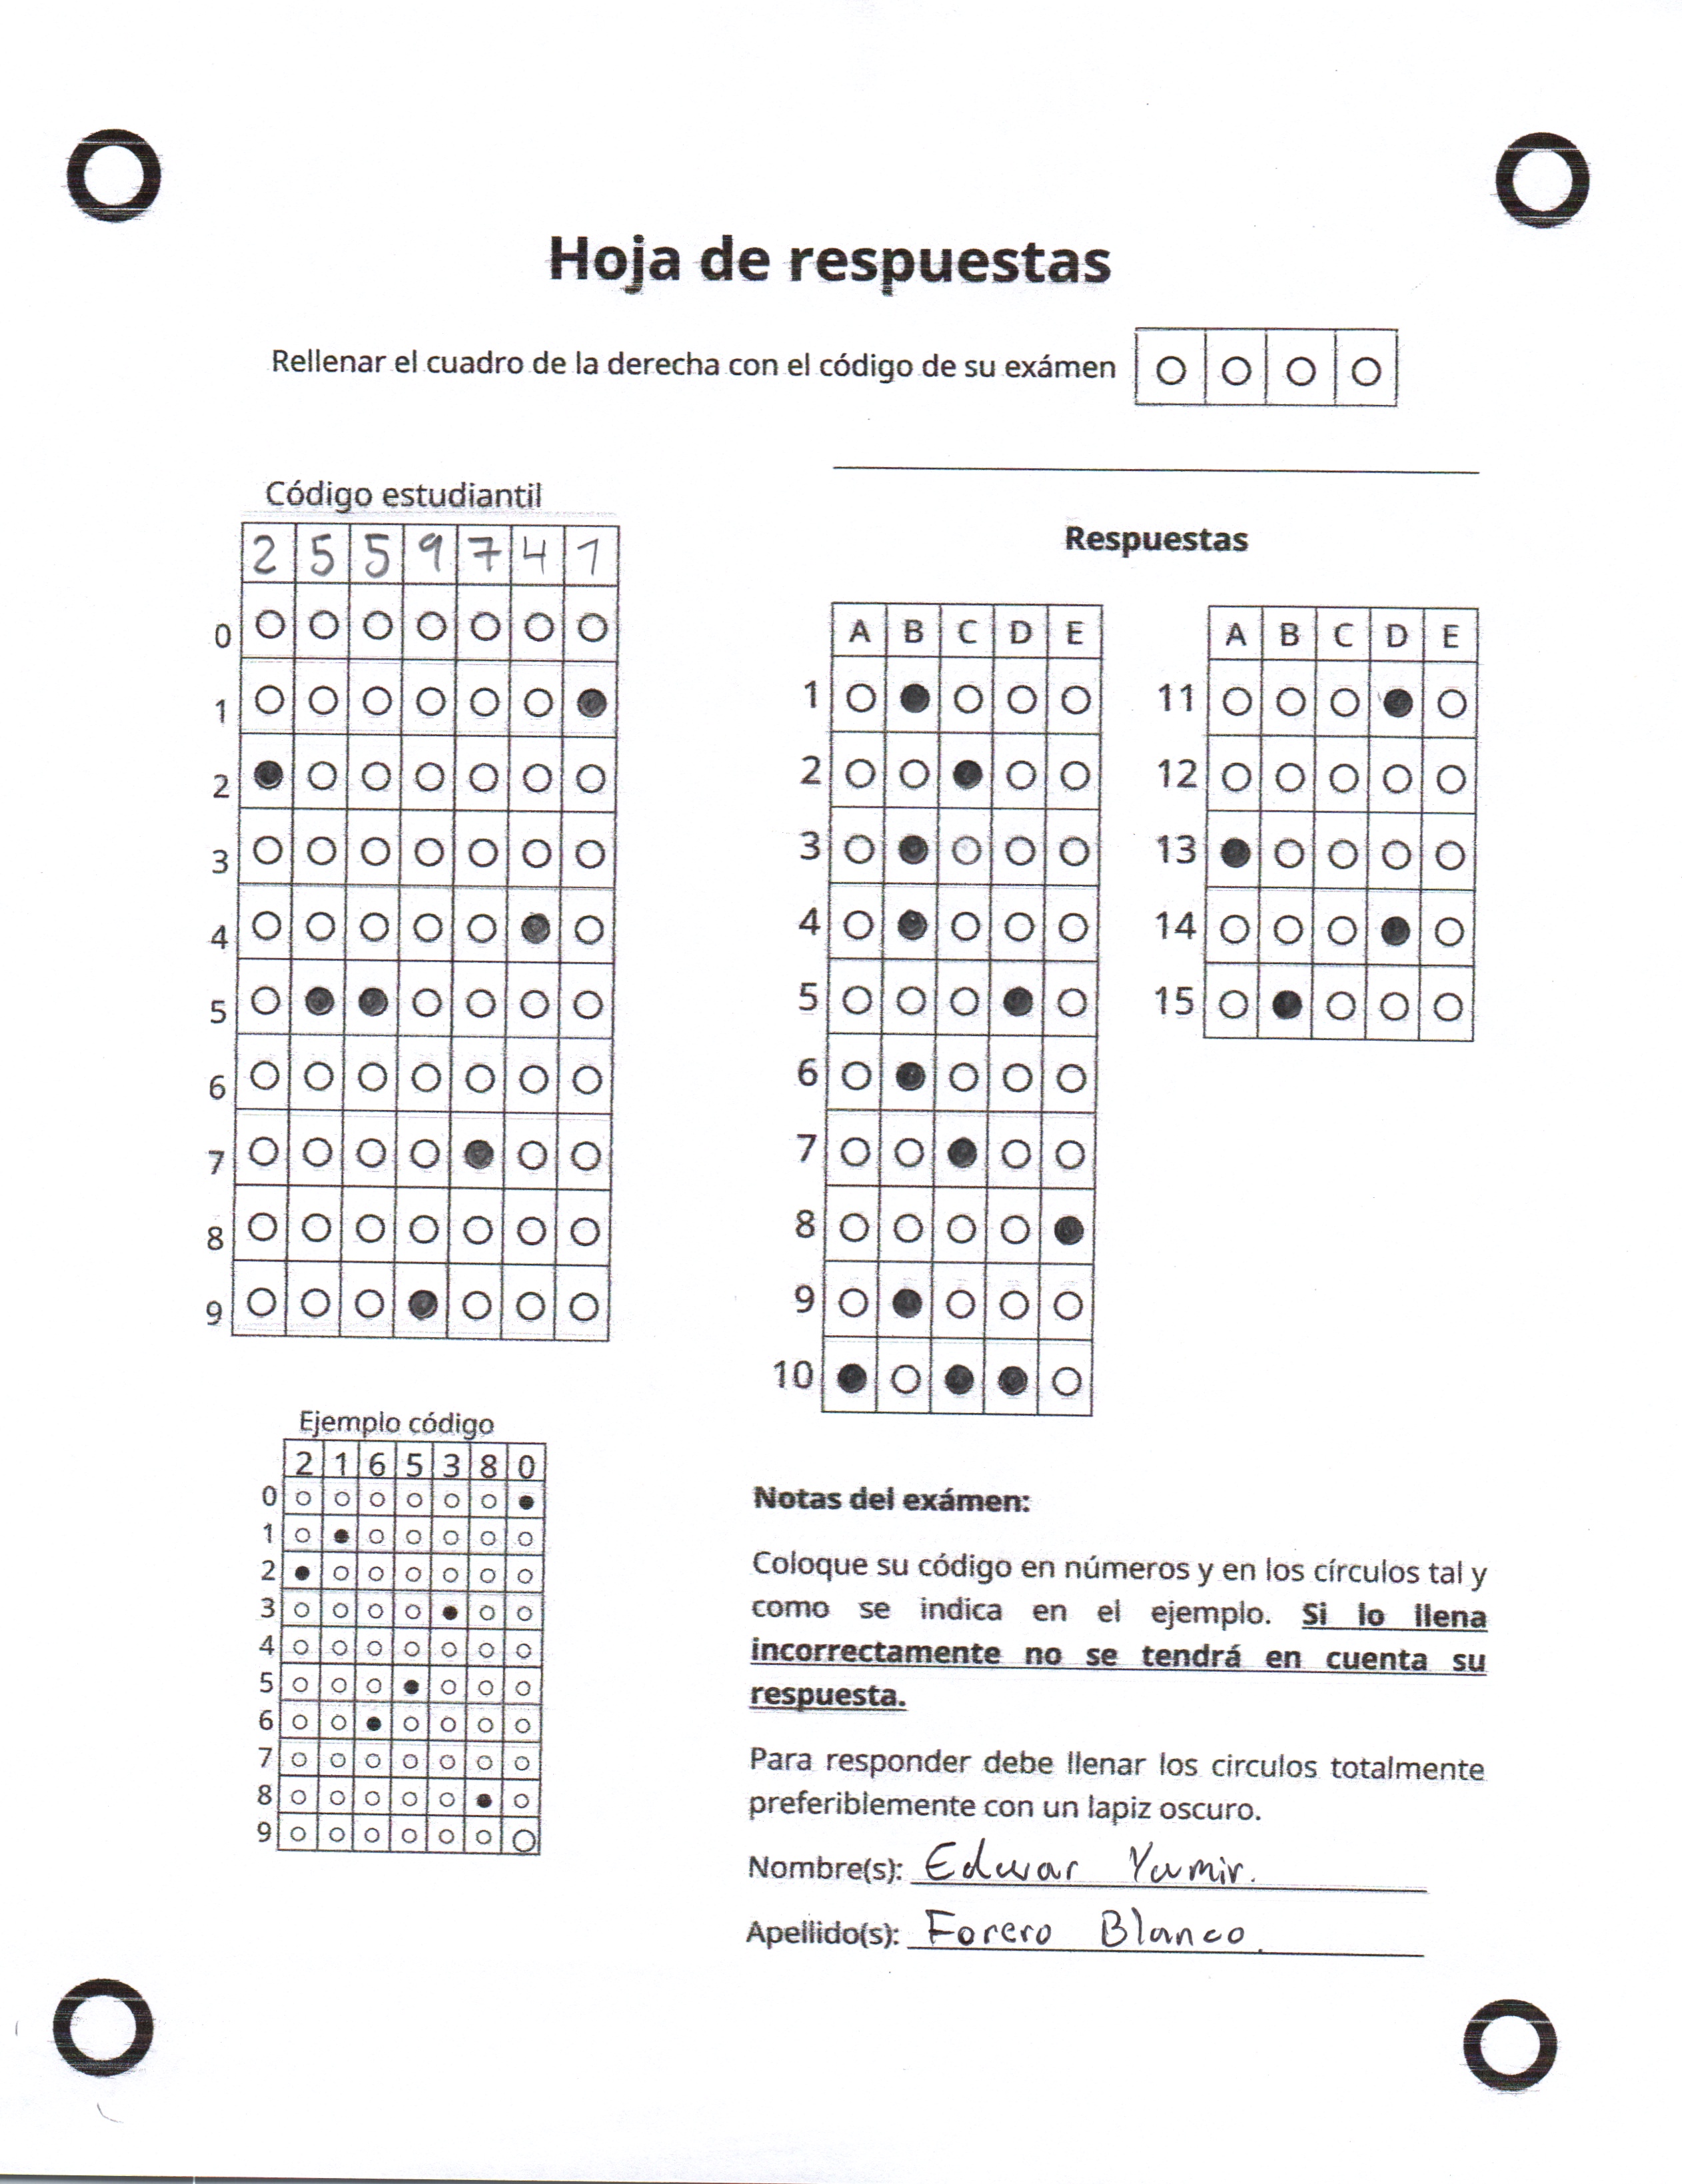 Hoja de respuestas
Rellenar el cuadro de la derecha con el código de su exámen
Código estudiantil
2 5 5 9 7 4 1
0
1
2
3
4
5
6
7
8
9
Ejemplo código
2 1 6 5 3 8 0
0
1
2
3
4
5
6
7
8
9
Respuestas
A B C D E
1
2
3
4
5
6
7
8
9
10
A B C D E
11
12
13
14
15
Notas del exámen:
Coloque su código en números y en los círculos tal y
como se indica en el ejemplo. Si lo llena
incorrectamente no se tendrá en cuenta su
respuesta.
Para responder debe llenar los circulos totalmente
preferiblemente con un lapiz oscuro.
Nombre(s): Edwar Yamir.
Apellido(s): Forero Blanco.